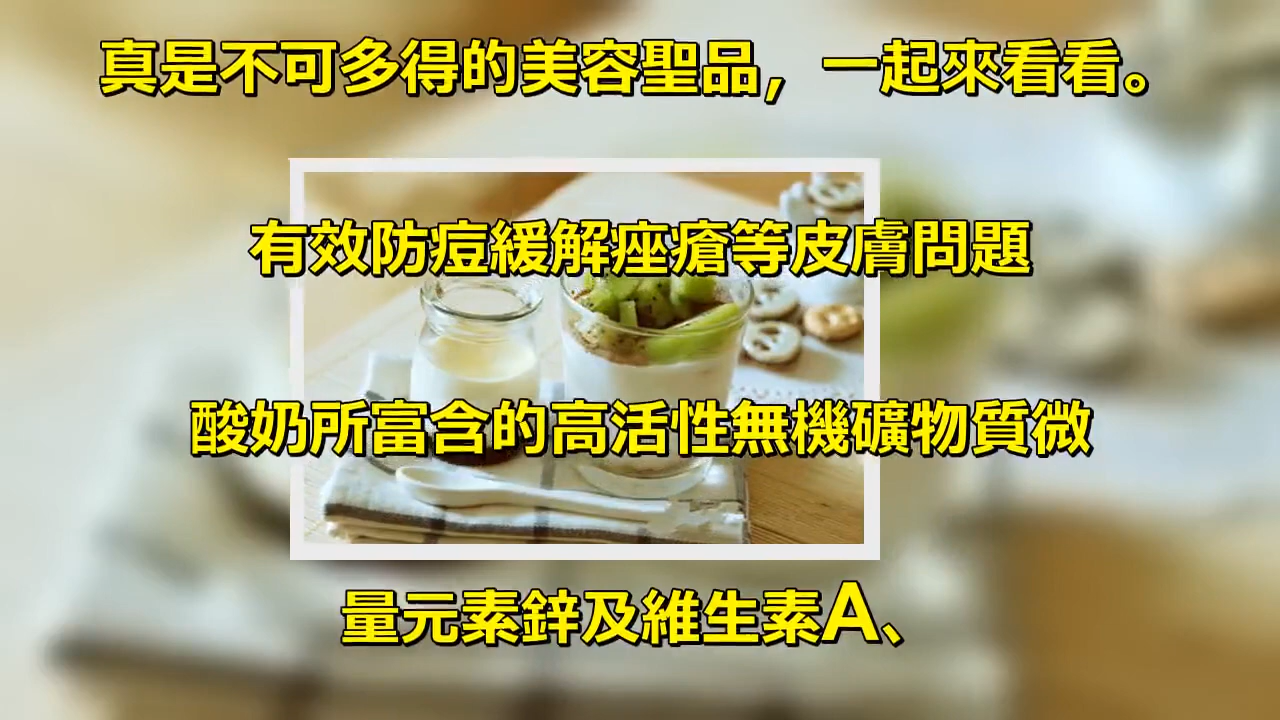 真是不可多得的美容聖品，一起來看看。
有效防痘緩解痤瘡等皮膚問題
酸奶所富含的高活性無機礦物質微
量元素鋅及維生素A、